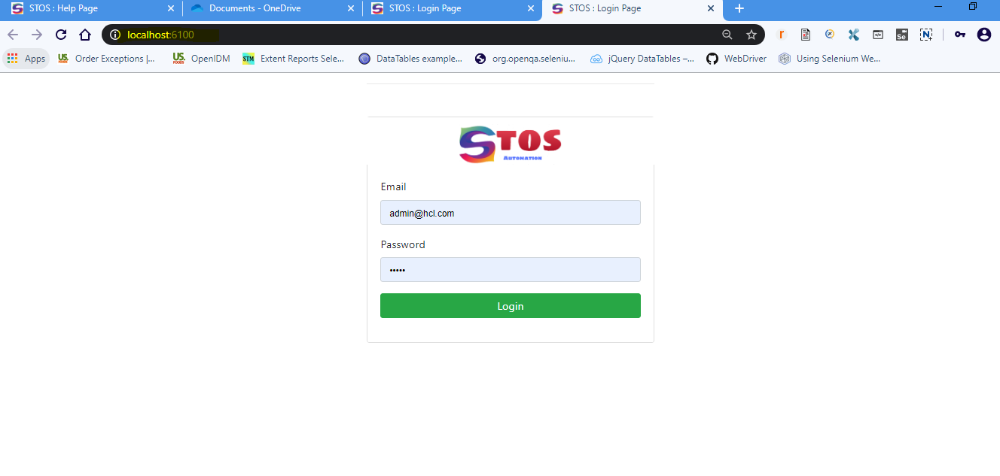 STOS : Help Page Documents - OneDrive STOS : Login Page STOS : Login Page
localhost:6100
Apps Order Exceptions |... OpenIDM Extent Reports Sele... DataTables example... org.openqa.seleniu... jQuery DataTables –... WebDriver Using Selenium We...
STOS
AUTOMATION
Email
admin@hcl.com
Password
•••••
Login